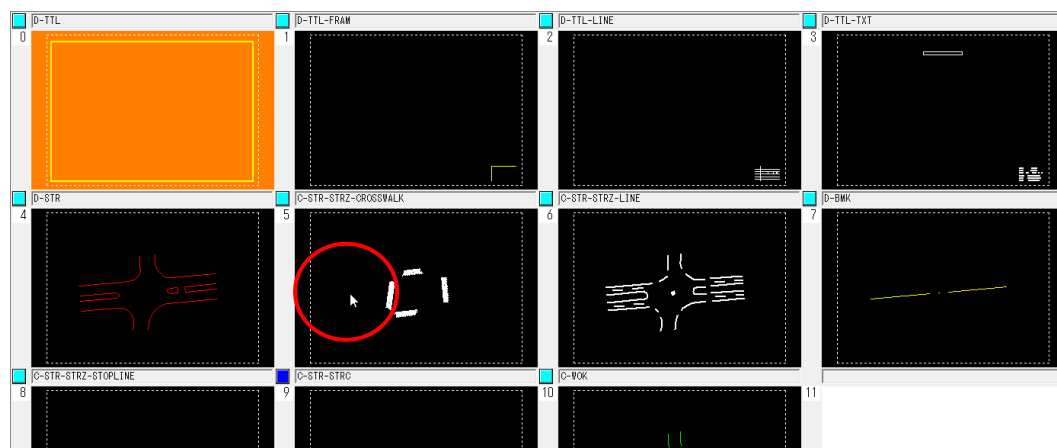 D-TTL
D-TTL-FRAM
D-TTL-LINE
D-TTL-TXT
0
1
2
3
D-STR
C-STR-STRZ-CROSSWALK
C-STR-STRZ-LINE
D-BMK
4
5
6
7
C-STR-STRZ-STOPLINE
C-STR-STRC
C-WOK
8
9
10
11